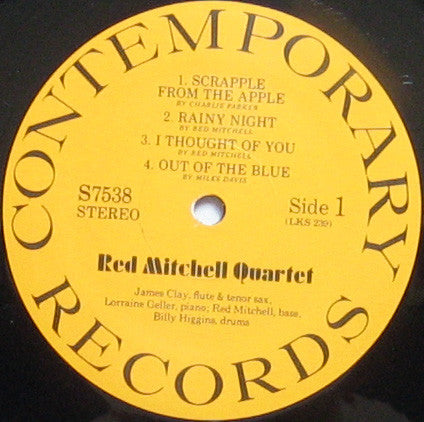 CONTEMPORARY
1. SCRAPPLE
FROM THE APPLE
BY CHARLIE PARKER
2. RAINY NIGHT
BY RED MITCHELL
3. I THOUGHT OF YOU
BY RED MITCHELL
4. OUT OF THE BLUE
BY MILES DAVIS
S7538
STEREO
Side 1
(LKS 239)
Red Mitchell Quartet
James Clay, flute & tenor sax,
Lorraine Geller, piano; Red Mitchell, bass,
Billy Higgins, drums
RECORDS